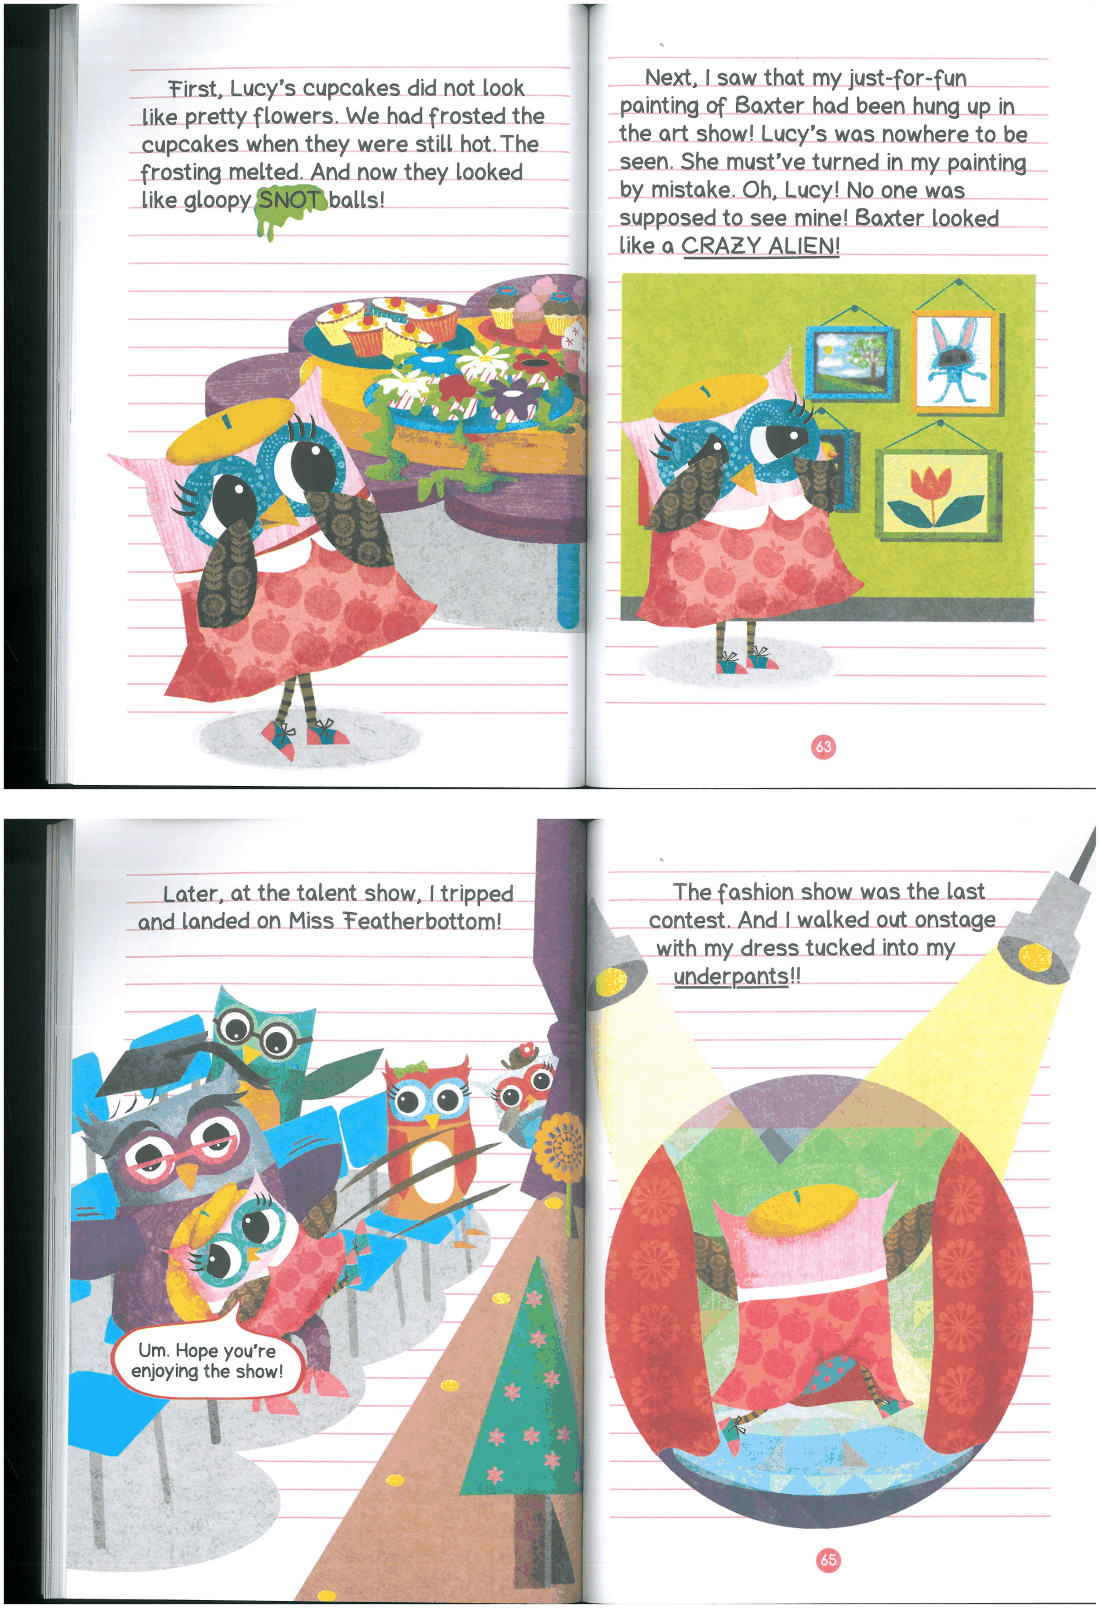 First, Lucy's cupcakes did not look
like pretty flowers. We had frosted the
cupcakes when they were still hot. The
frosting melted. And now they looked
like gloopy SNOT balls!
Next, I saw that my just-for-fun
painting of Baxter had been hung up in
the art show! Lucy's was nowhere to be
seen. She must've turned in my painting
by mistake. Oh, Lucy! No one was
supposed to see mine! Baxter looked
like a CRAZY ALIEN!
63
Later, at the talent show, I tripped
and landed on Miss Featherbottom!
Um. Hope you're
enjoying the show!
The fashion show was the last
contest. And I walked out onstage
with my dress tucked into my
underpants!!
65